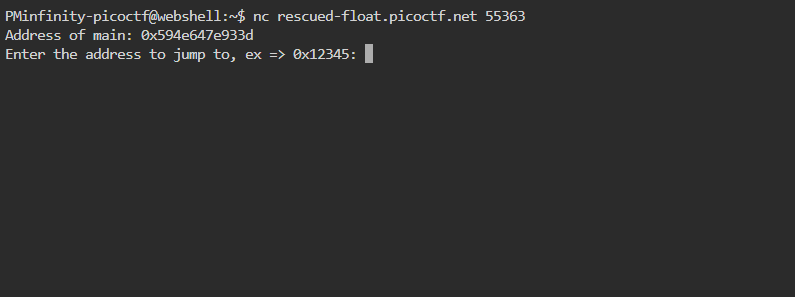 PMinfinity-picoctf@webshell:~$ nc rescued-float.picoctf.net 55363
Address of main: 0x594e647e933d
Enter the address to jump to, ex => 0x12345: